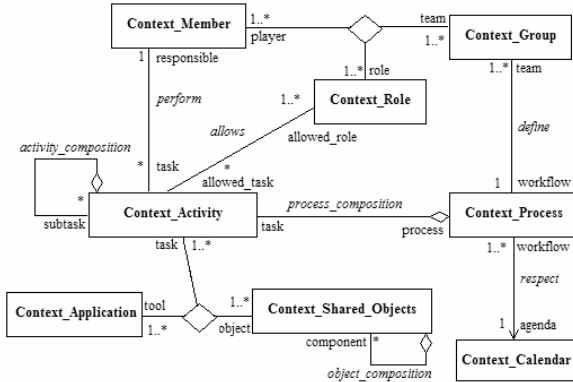 Context_Member
1..*
player
team
1..*
Context_Group
1
responsible
1..*
role
1..*
team
perform
1..*
Context_Role
allows
allowed_role
define
activity_composition
*
task
*
allowed_task
1
workflow
*
subtask
Context_Activity
process_composition
task
process
Context_Process
task
1..*
1..*
workflow
respect
Context_Application
tool
1..*
1..*
object
Context_Shared_Objects
component
*
object_composition
1
agenda
Context_Calendar